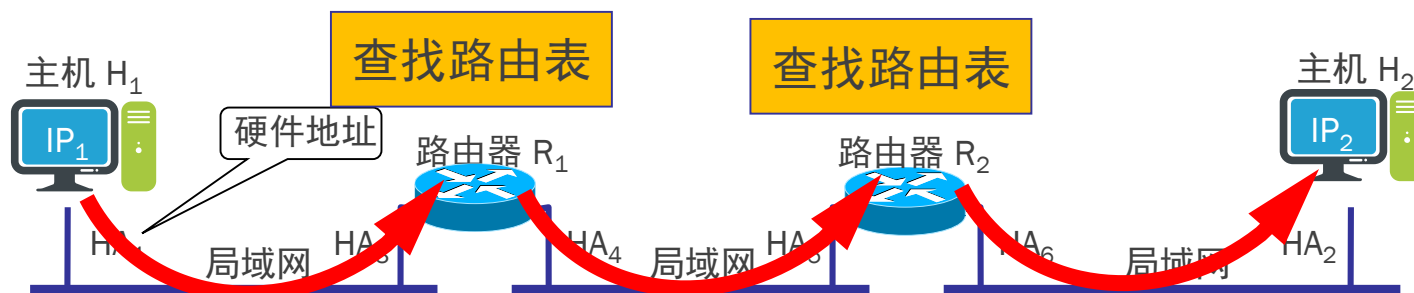 查找路由表
查找路由表
主机 H₁
主机 H₂
IP₁
硬件地址
IP₂
路由器 R₁
路由器 R₂
HA₄
HA₆
HA₂
局域网
局域网
局域网